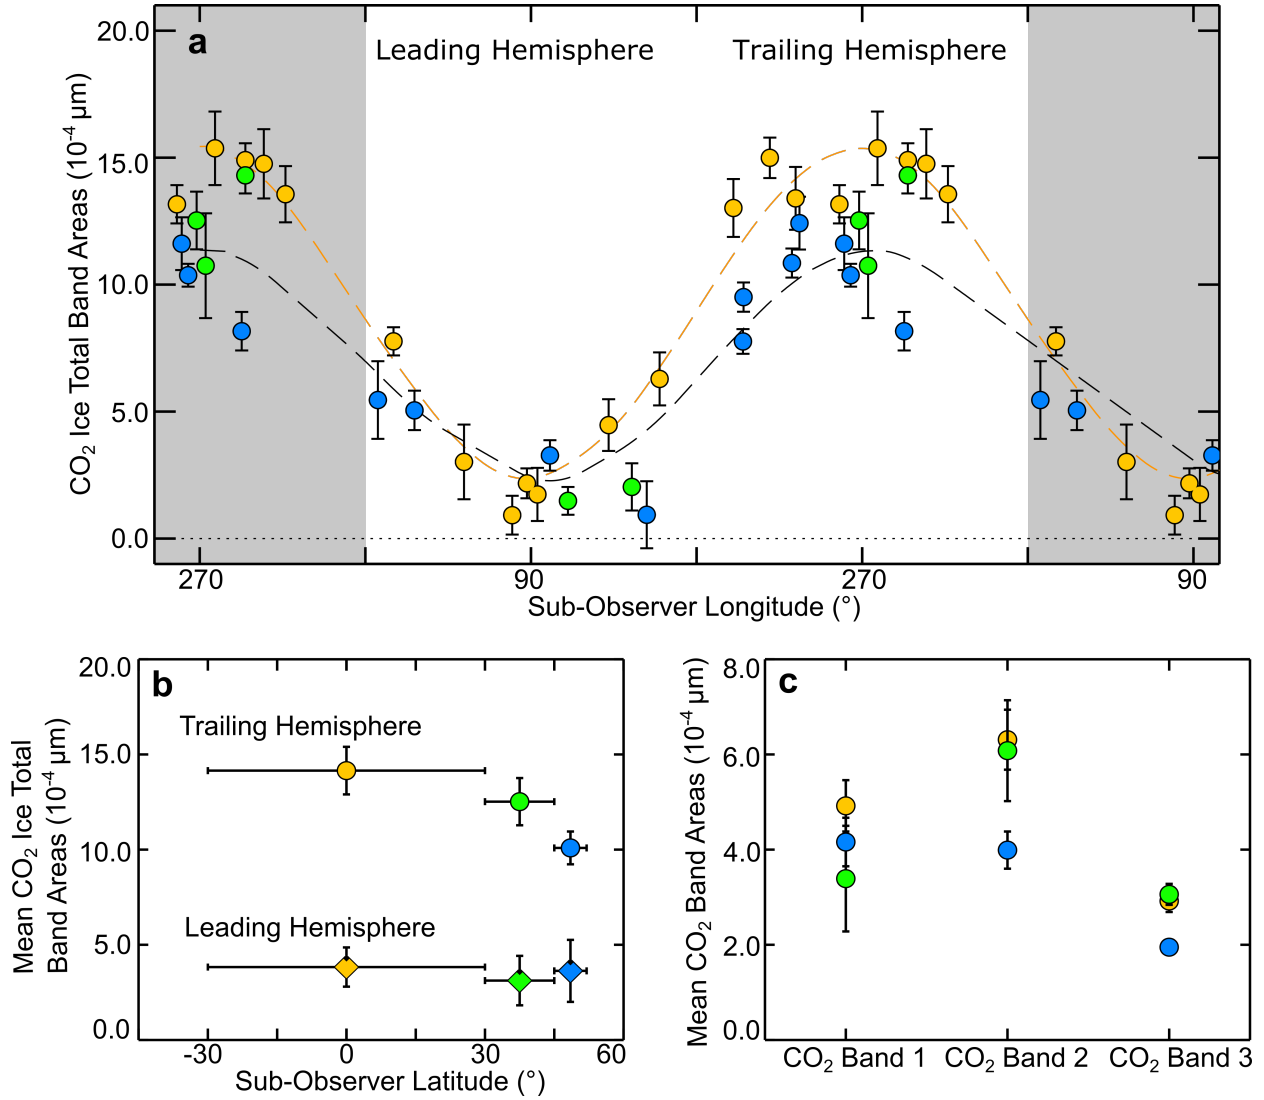 a
Leading Hemisphere
Trailing Hemisphere
CO₂ Ice Total Band Areas (10⁻⁴ µm)
20.0
15.0
10.0
5.0
0.0
270
90
270
90
Sub-Observer Longitude (°)
b
Trailing Hemisphere
Leading Hemisphere
Mean CO₂ Ice Total
Band Areas (10⁻⁴ µm)
20.0
15.0
10.0
5.0
0.0
-30
0
30
60
Sub-Observer Latitude (°)
c
Mean CO₂ Band Areas (10⁻⁴ µm)
8.0
6.0
4.0
2.0
0.0
CO₂ Band 1
CO₂ Band 2
CO₂ Band 3